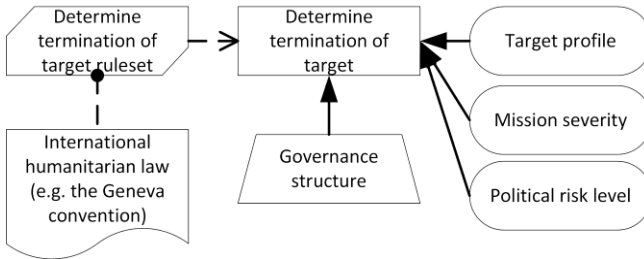 Determine
termination of
target ruleset
Determine
termination of
target
Target profile
Mission severity
Political risk level
International
humanitarian law
(e.g. the Geneva
convention)
Governance
structure